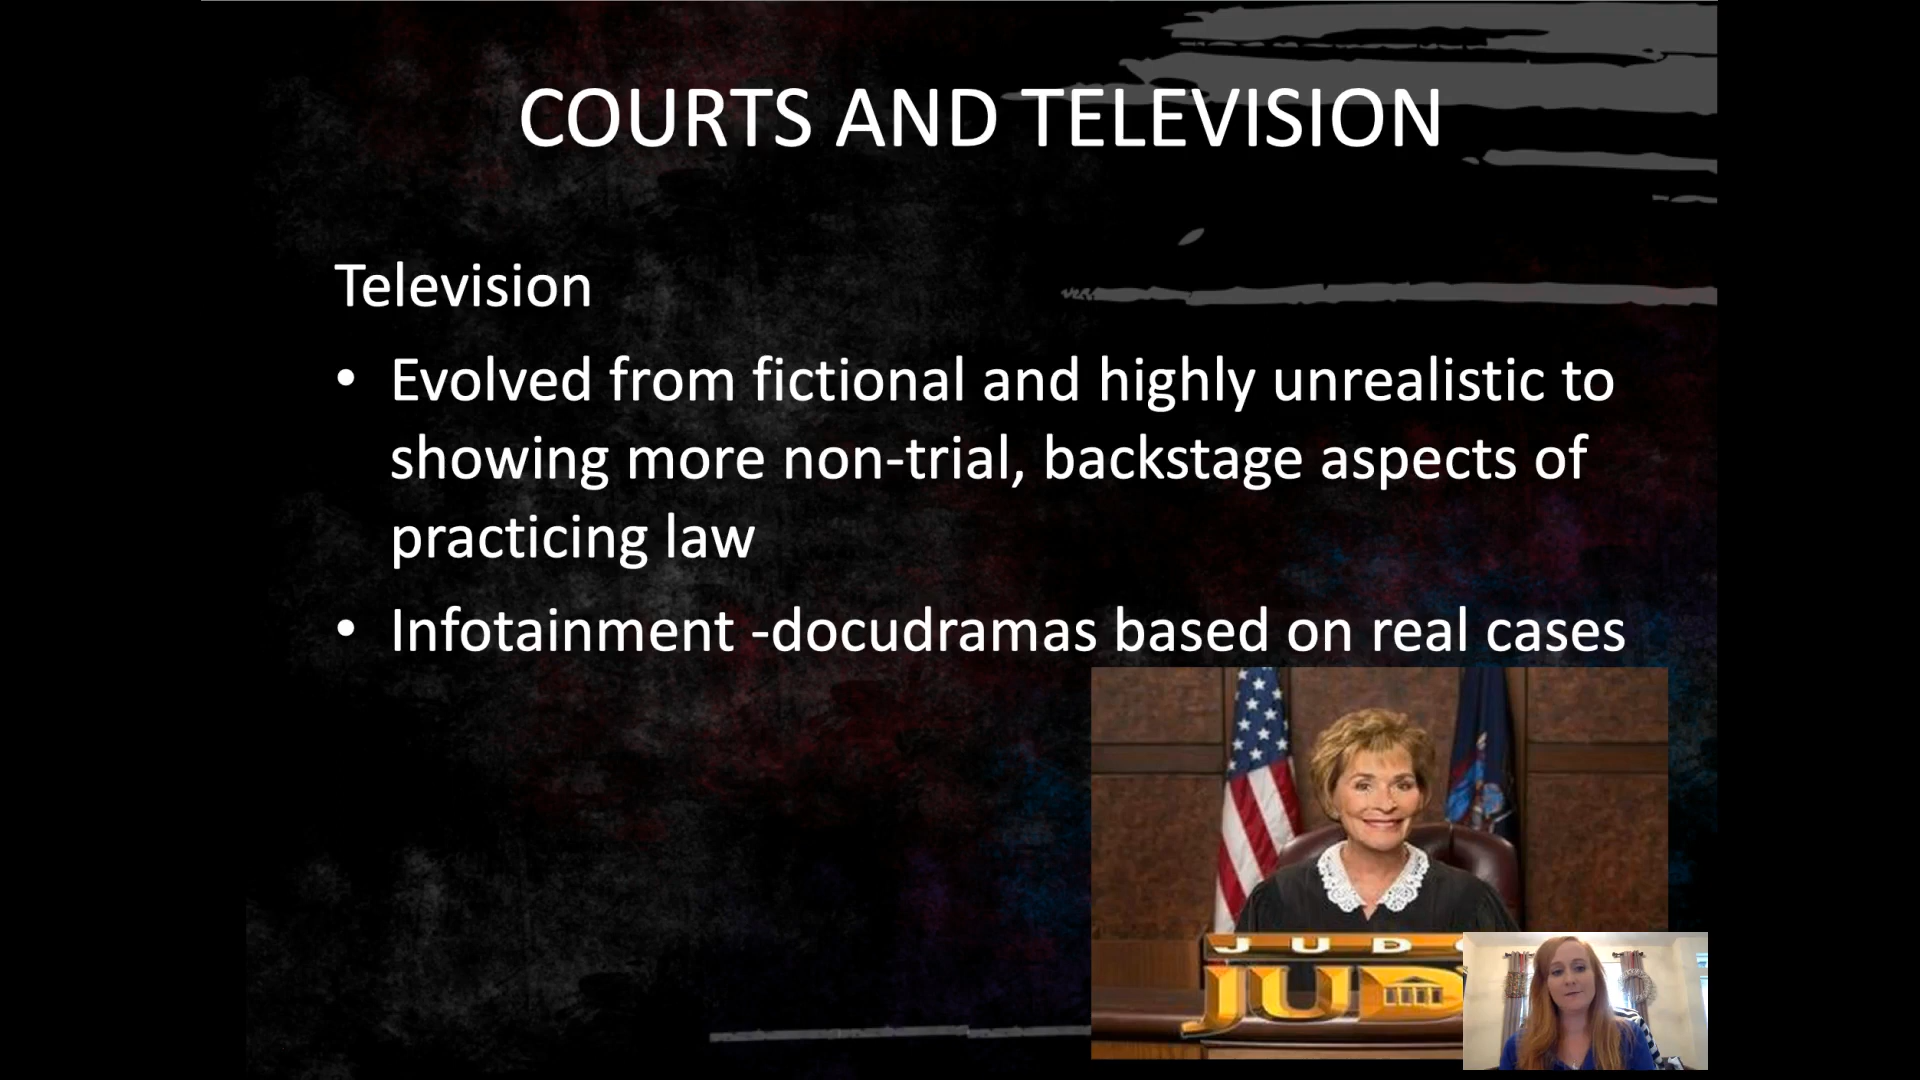 COURTS AND TELEVISION
Television
• Evolved from fictional and highly unrealistic to
showing more non-trial, backstage aspects of
practicing law
• Infotainment -docudramas based on real cases